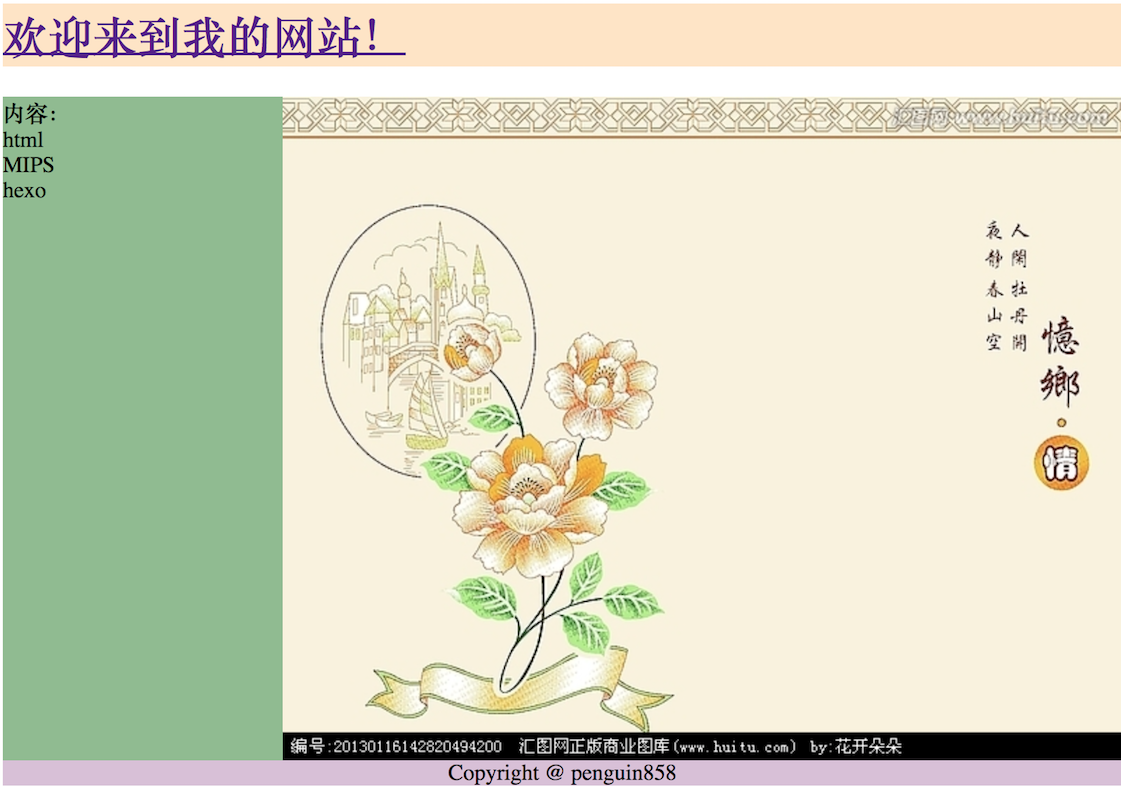 欢迎来到我的网站！
内容：
html
MIPS
hexo
汇图网 www.huitu.com
人閑牡丹開
夜靜春山空
憶鄉
情
编号:20130116142820494200 汇图网正版商业图库(www.huitu.com) by:花开朵朵
Copyright @ penguin858